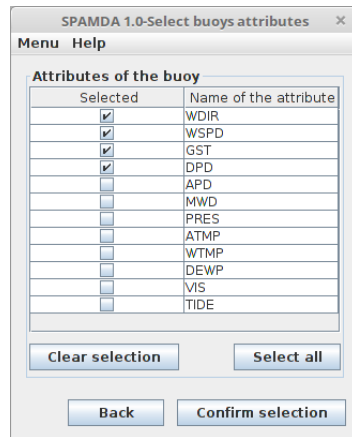 SPAMDA 1.0-Select buoys attributes ×
Menu Help
Attributes of the buoy
Selected Name of the attribute
WDIR
WSPD
GST
DPD
APD
MWD
PRES
ATMP
WTMP
DEWP
VIS
TIDE
Clear selection Select all
Back Confirm selection